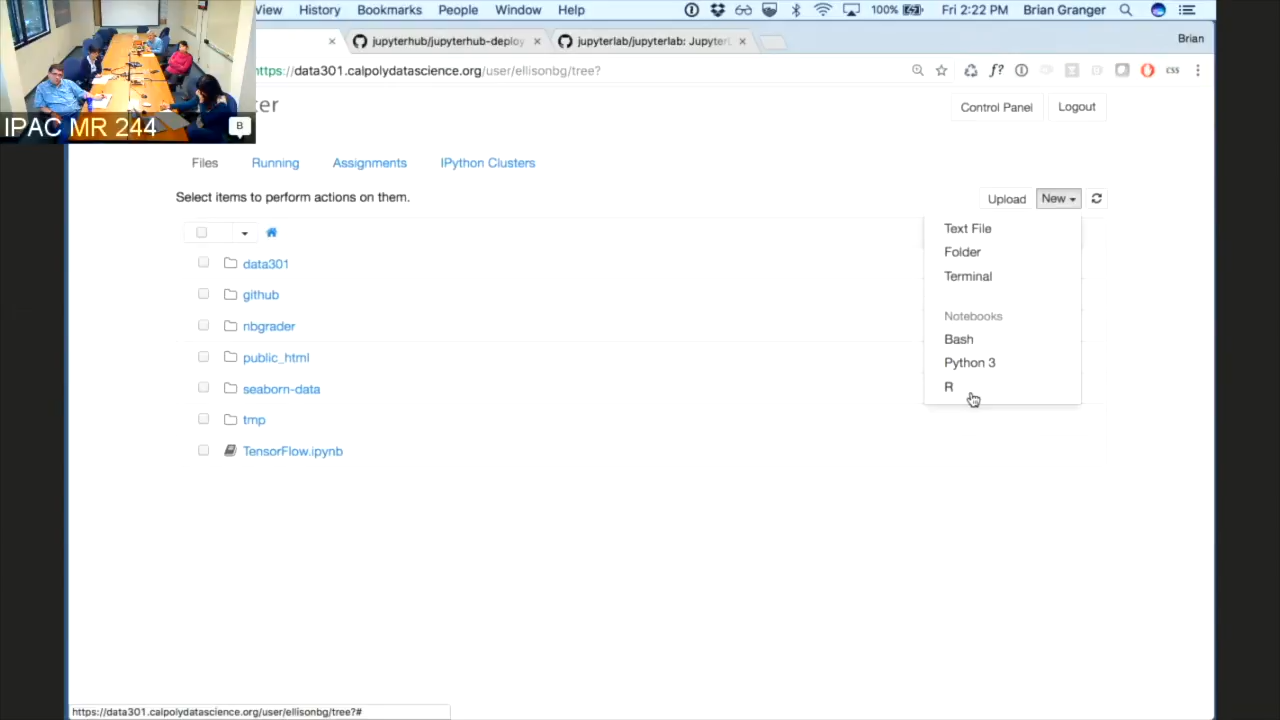 View History Bookmarks People Window Help 100% Fri 2:22 PM Brian Granger
jupyterhub/jupyterhub-deploy jupyterlab/jupyterlab: Jupyter Brian
https://data301.calpolydatascience.org/user/ellisonbg/tree? f? CSS
ter Control Panel Logout
IPAC MR 244 B
Files Running Assignments IPython Clusters
Select items to perform actions on them. Upload New
data301
github
nbgrader
public_html
seaborn-data
tmp
TensorFlow.ipynb
Text File
Folder
Terminal
Notebooks
Bash
Python 3
R
https://data301.calpolydatascience.org/user/ellisonbg/tree?#